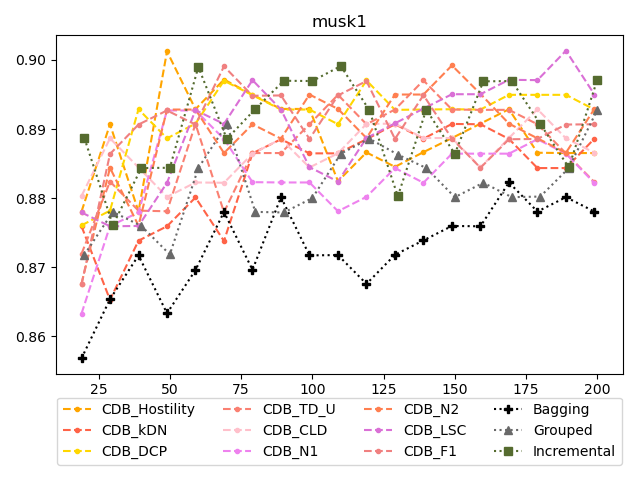 musk1
0.90
0.89
0.88
0.87
0.86
25 50 75 100 125 150 175 200
CDB_Hostility CDB_TD_U CDB_N2 Bagging
CDB_kDN CDB_CLD CDB_LSC Grouped
CDB_DCP CDB_N1 CDB_F1 Incremental